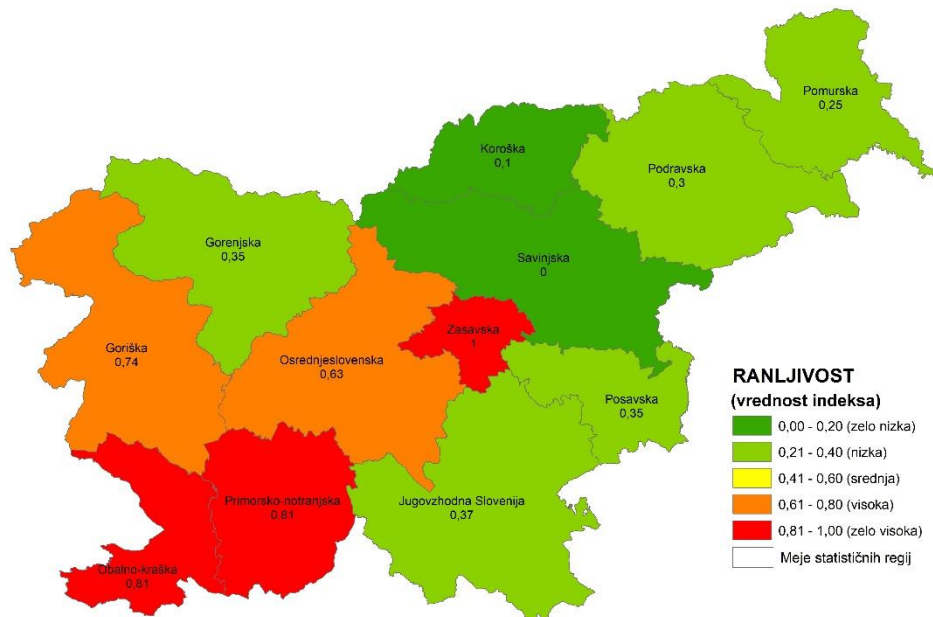 Pomurska
0,25
Koroška
0,1
Podravska
0,3
Gorenjska
0,35
Savinjska
0
Zasavska
1
Goriška
0,74
Osrednjeslovenska
0,63
Posavska
0,35
Primorsko-notranjska
0,81
Jugovzhodna Slovenija
0,37
Obalno-kraška
0,81
RANLJIVOST
(vrednost indeksa)
0,00 - 0,20 (zelo nizka)
0,21 - 0,40 (nizka)
0,41 - 0,60 (srednja)
0,61 - 0,80 (visoka)
0,81 - 1,00 (zelo visoka)
Meje statističnih regij